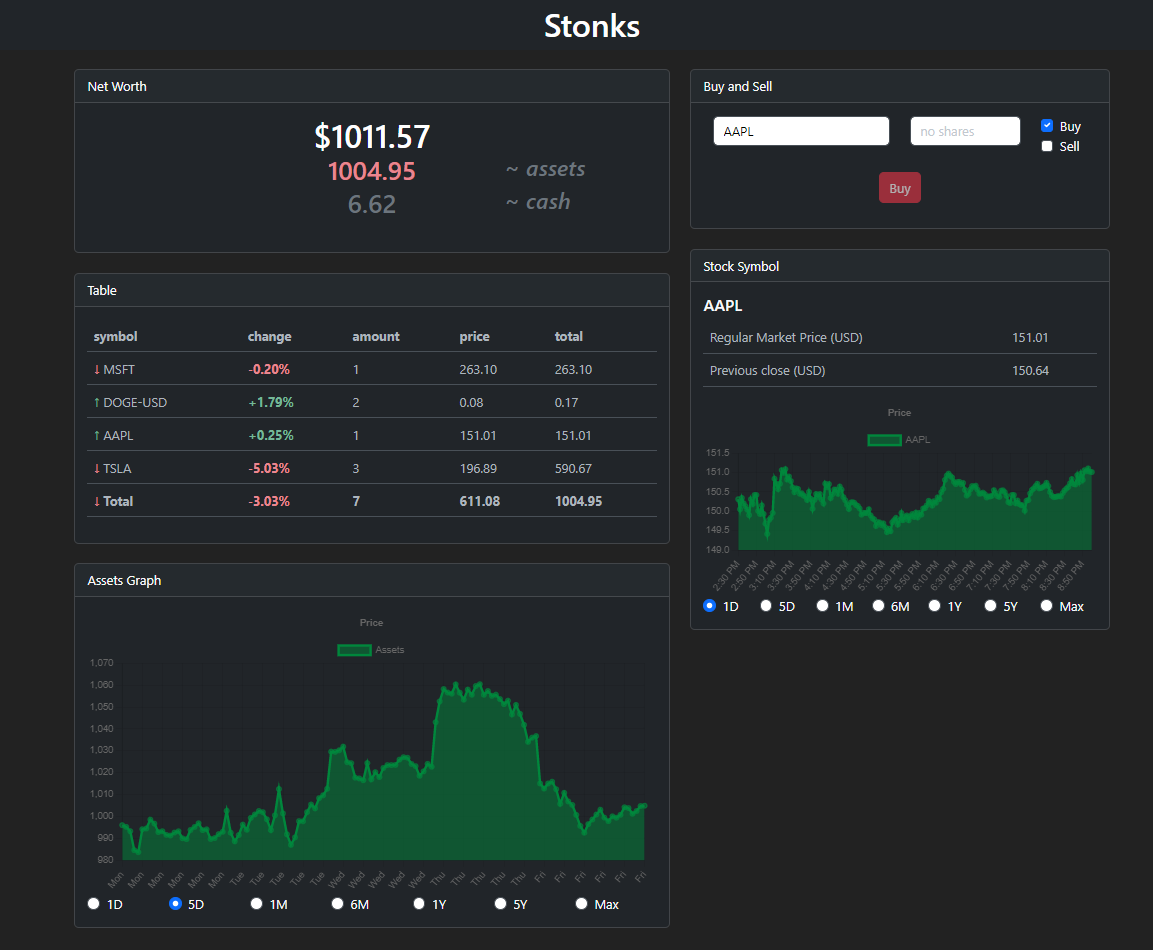 Stonks
Net Worth
$1011.57
1004.95 ~ assets
6.62 ~ cash
Table
symbol change amount price total
↓ MSFT -0.20% 1 263.10 263.10
↑ DOGE-USD +1.79% 2 0.08 0.17
↑ AAPL +0.25% 1 151.01 151.01
↓ TSLA -5.03% 3 196.89 590.67
↓ Total -3.03% 7 611.08 1004.95
Assets Graph
Price
Assets
1,070
1,060
1,050
1,040
1,030
1,020
1,010
1,000
990
980
Mon Mon Mon Mon Mon Mon Tue Tue Tue Tue Tue Wed Wed Wed Wed Wed Thu Thu Thu Thu Thu Fri Fri Fri Fri Fri Fri
1D 5D 1M 6M 1Y 5Y Max
Buy and Sell
AAPL no shares Buy
Sell
Buy
Stock Symbol
AAPL
Regular Market Price (USD) 151.01
Previous close (USD) 150.64
Price
AAPL
151.5
151.0
150.5
150.0
149.5
149.0
2:30 PM 2:50 PM 3:10 PM 3:30 PM 3:50 PM 4:10 PM 4:30 PM 4:50 PM 5:10 PM 5:30 PM 5:50 PM 6:10 PM 6:30 PM 6:50 PM 7:10 PM 7:30 PM 7:50 PM 8:10 PM 8:30 PM 8:50 PM
1D 5D 1M 6M 1Y 5Y Max